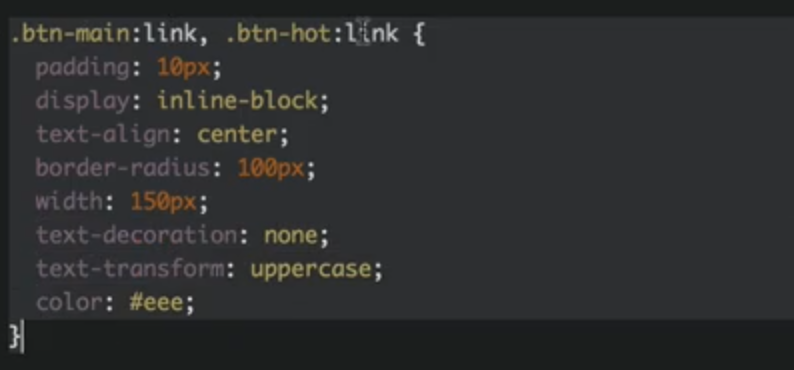 .btn-main:link, .btn-hot:link {
  padding: 10px;
  display: inline-block;
  text-align: center;
  border-radius: 100px;
  width: 150px;
  text-decoration: none;
  text-transform: uppercase;
  color: #eee;
}